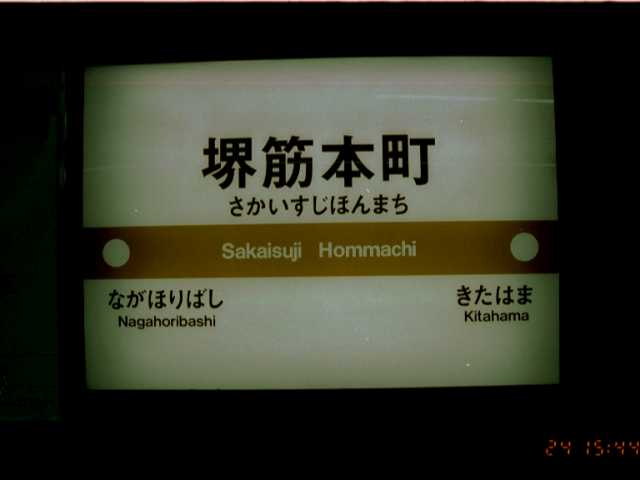 堺筋本町
さかいすじほんまち
Sakaisuji Hommachi
ながほりばし きたはま
Nagahoribashi Kitahama
24 15:44